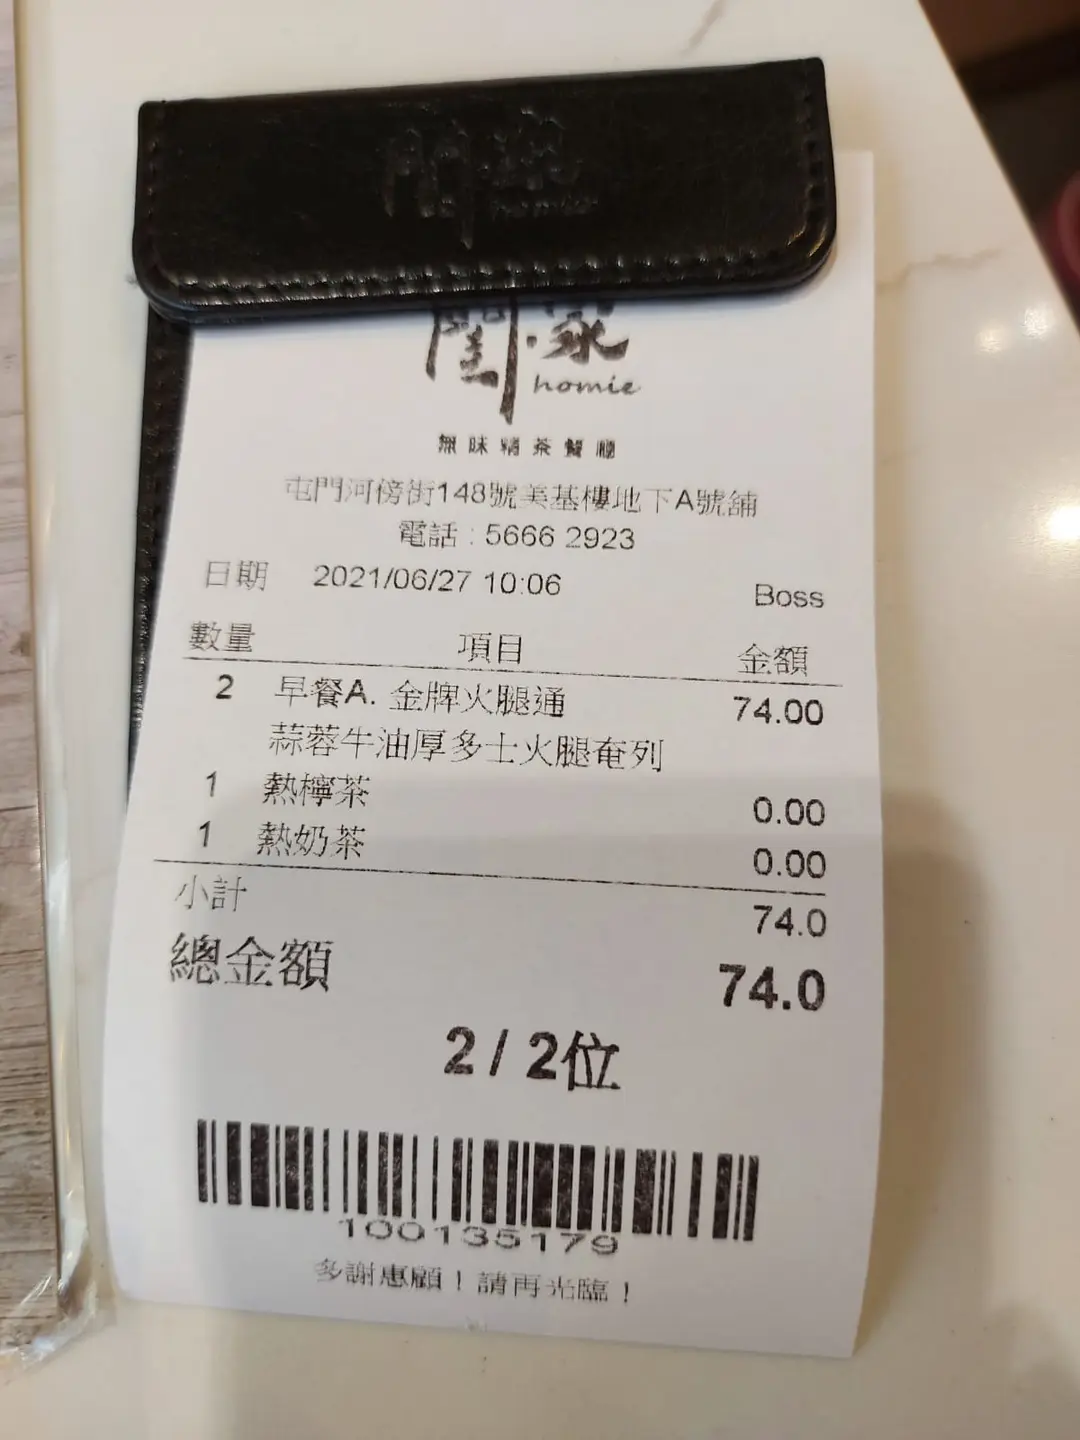 閨·家
homie
無味精茶餐廳
屯門河傍街148號美基樓地下A號舖
電話 : 5666 2923
日期 2021/06/27 10:06 Boss
數量 項目 金額
2 早餐A. 金牌火腿通 74.00
蒜蓉牛油厚多士火腿奄列
1 熱檸茶 0.00
1 熱奶茶 0.00
小計 74.0
總金額 74.0
2 / 2位
100135179
多謝惠顧！請再光臨！